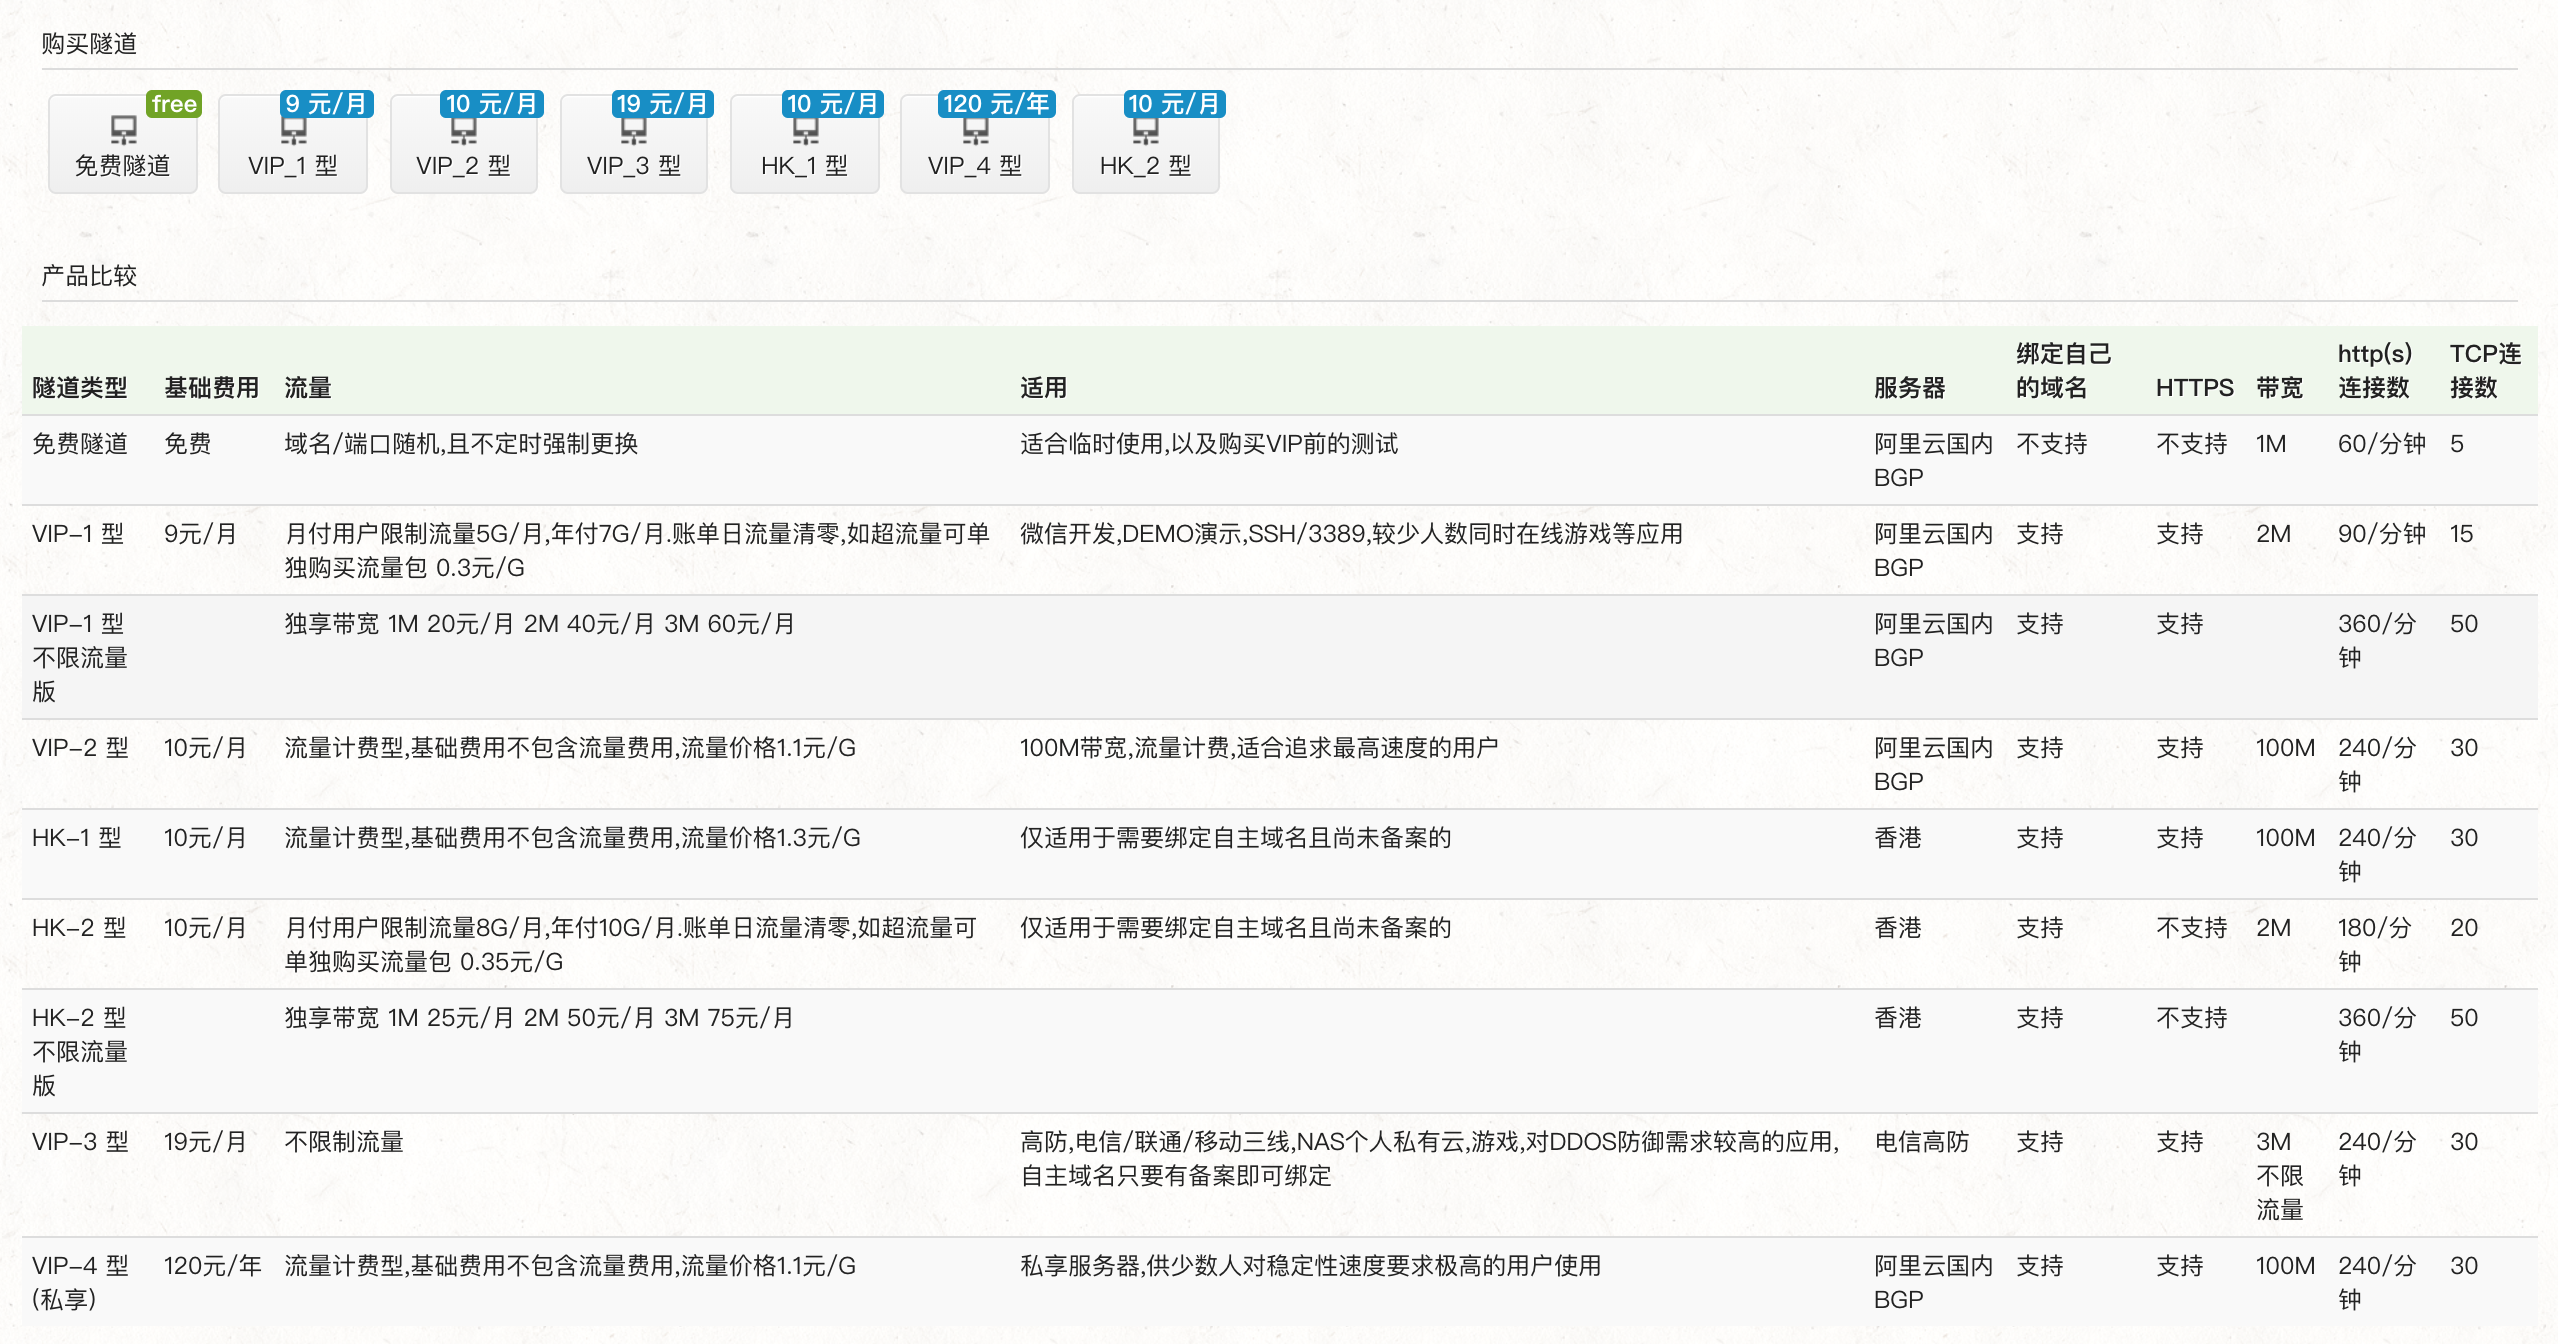 购买隧道
free
免费隧道
9 元/月
VIP_1 型
10 元/月
VIP_2 型
19 元/月
VIP_3 型
10 元/月
HK_1 型
120 元/年
VIP_4 型
10 元/月
HK_2 型
产品比较
隧道类型 基础费用 流量 适用 服务器 绑定自己的域名 HTTPS 带宽 http(s)连接数 TCP连接数
免费隧道 免费 域名/端口随机,且不定时强制更换 适合临时使用,以及购买VIP前的测试 阿里云国内 不支持 不支持 1M 60/分钟 5
BGP
VIP-1 型 9元/月 月付用户限制流量5G/月,年付7G/月.账单日流量清零,如超流量可单 微信开发,DEMO演示,SSH/3389,较少人数同时在线游戏等应用 阿里云国内 支持 支持 2M 90/分钟 15
独购买流量包 0.3元/G BGP
VIP-1 型 独享带宽 1M 20元/月 2M 40元/月 3M 60元/月 阿里云国内 支持 支持 360/分 50
不限流量 BGP 钟
版
VIP-2 型 10元/月 流量计费型,基础费用不包含流量费用,流量价格1.1元/G 100M带宽,流量计费,适合追求最高速度的用户 阿里云国内 支持 支持 100M 240/分 30
BGP 钟
HK-1 型 10元/月 流量计费型,基础费用不包含流量费用,流量价格1.3元/G 仅适用于需要绑定自主域名且尚未备案的 香港 支持 支持 100M 240/分 30
钟
HK-2 型 10元/月 月付用户限制流量8G/月,年付10G/月.账单日流量清零,如超流量可 仅适用于需要绑定自主域名且尚未备案的 香港 支持 不支持 2M 180/分 20
单独购买流量包 0.35元/G 钟
HK-2 型 独享带宽 1M 25元/月 2M 50元/月 3M 75元/月 香港 支持 不支持 360/分 50
不限流量 钟
版
VIP-3 型 19元/月 不限制流量 高防,电信/联通/移动三线,NAS个人私有云,游戏,对DDOS防御需求较高的应用, 电信高防 支持 支持 3M 240/分 30
自主域名只要有备案即可绑定 不限 钟
流量
VIP-4 型 120元/年 流量计费型,基础费用不包含流量费用,流量价格1.1元/G 私享服务器,供少数人对稳定性速度要求极高的用户使用 阿里云国内 支持 支持 100M 240/分 30
(私享) BGP 钟